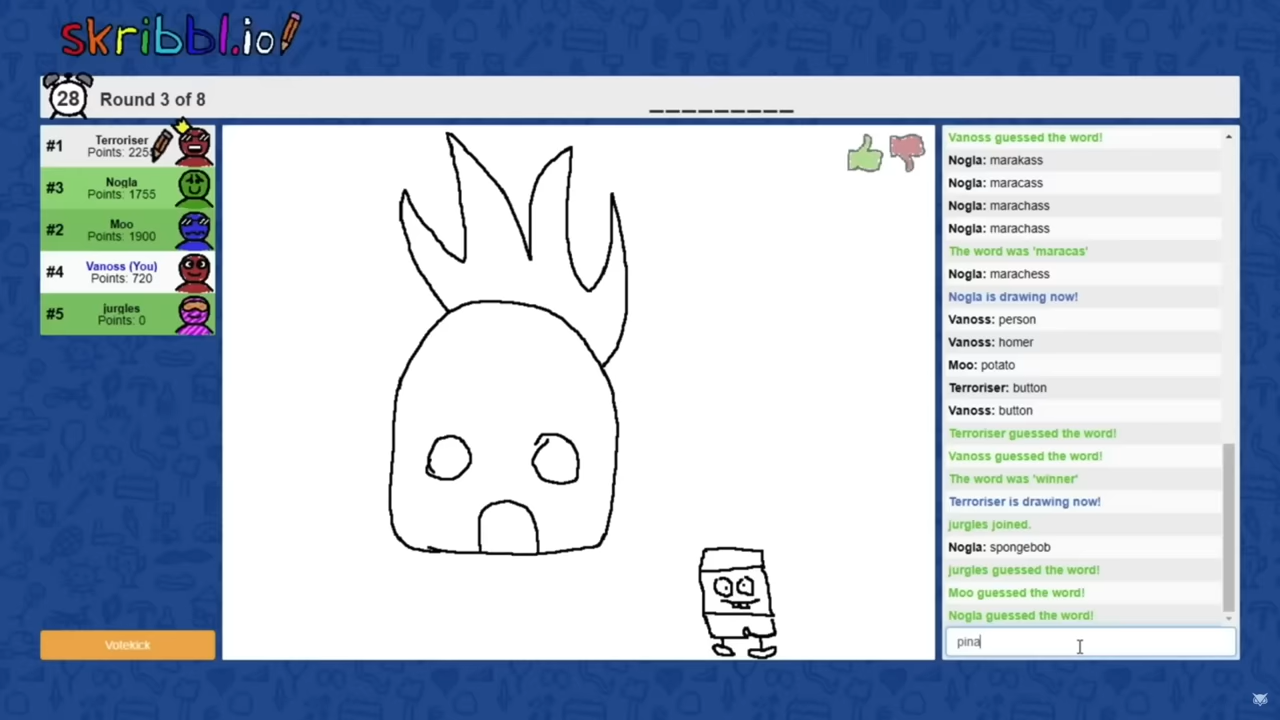 skribbl.io
28
Round 3 of 8
_________
#1
Terroriser
Points: 2255
#3
Nogla
Points: 1755
#2
Moo
Points: 1900
#4
Vanoss (You)
Points: 720
#5
jurgles
Points: 0
Votekick
Vanoss guessed the word!
Nogla: marakass
Nogla: maracass
Nogla: marachass
Nogla: marachass
The word was 'maracas'
Nogla: marachess
Nogla is drawing now!
Vanoss: person
Vanoss: homer
Moo: potato
Terroriser: button
Vanoss: button
Terroriser guessed the word!
Vanoss guessed the word!
The word was 'winner'
Terroriser is drawing now!
jurgles joined.
Nogla: spongebob
jurgles guessed the word!
Moo guessed the word!
Nogla guessed the word!
pina